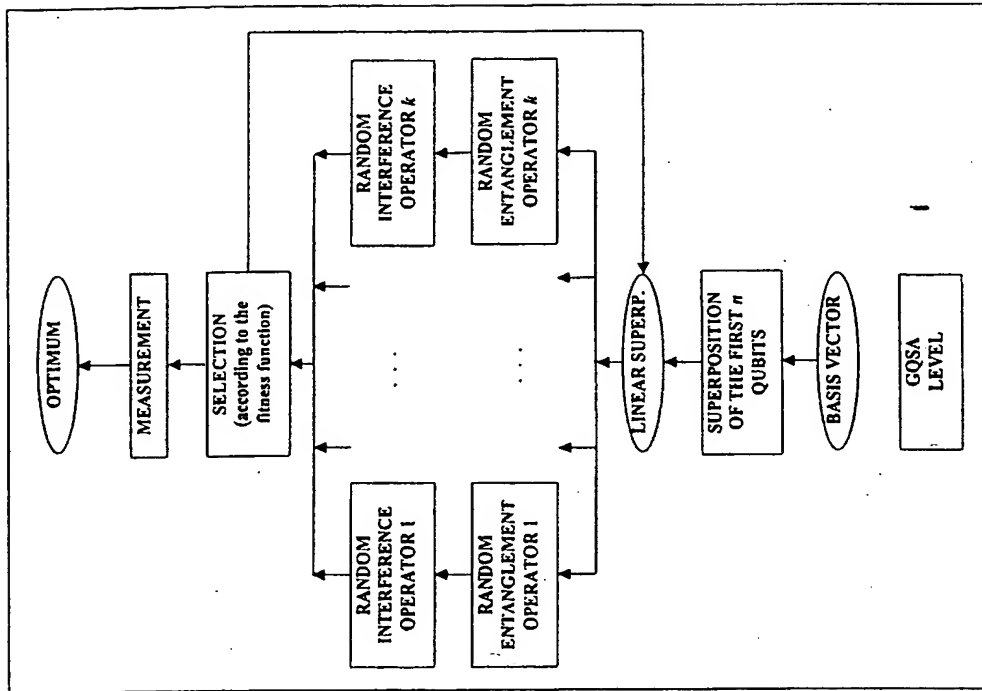 GQSA
LEVEL
BASIS VECTOR
SUPERPOSITION
OF THE FIRST n
QUBITS
LINEAR SUPERP.
RANDOM
ENTANGLEMENT
OPERATOR 1
RANDOM
INTERFERENCE
OPERATOR 1
. . .
. . .
RANDOM
ENTANGLEMENT
OPERATOR k
RANDOM
INTERFERENCE
OPERATOR k
SELECTION
(according to the
fitness function)
MEASUREMENT
OPTIMUM